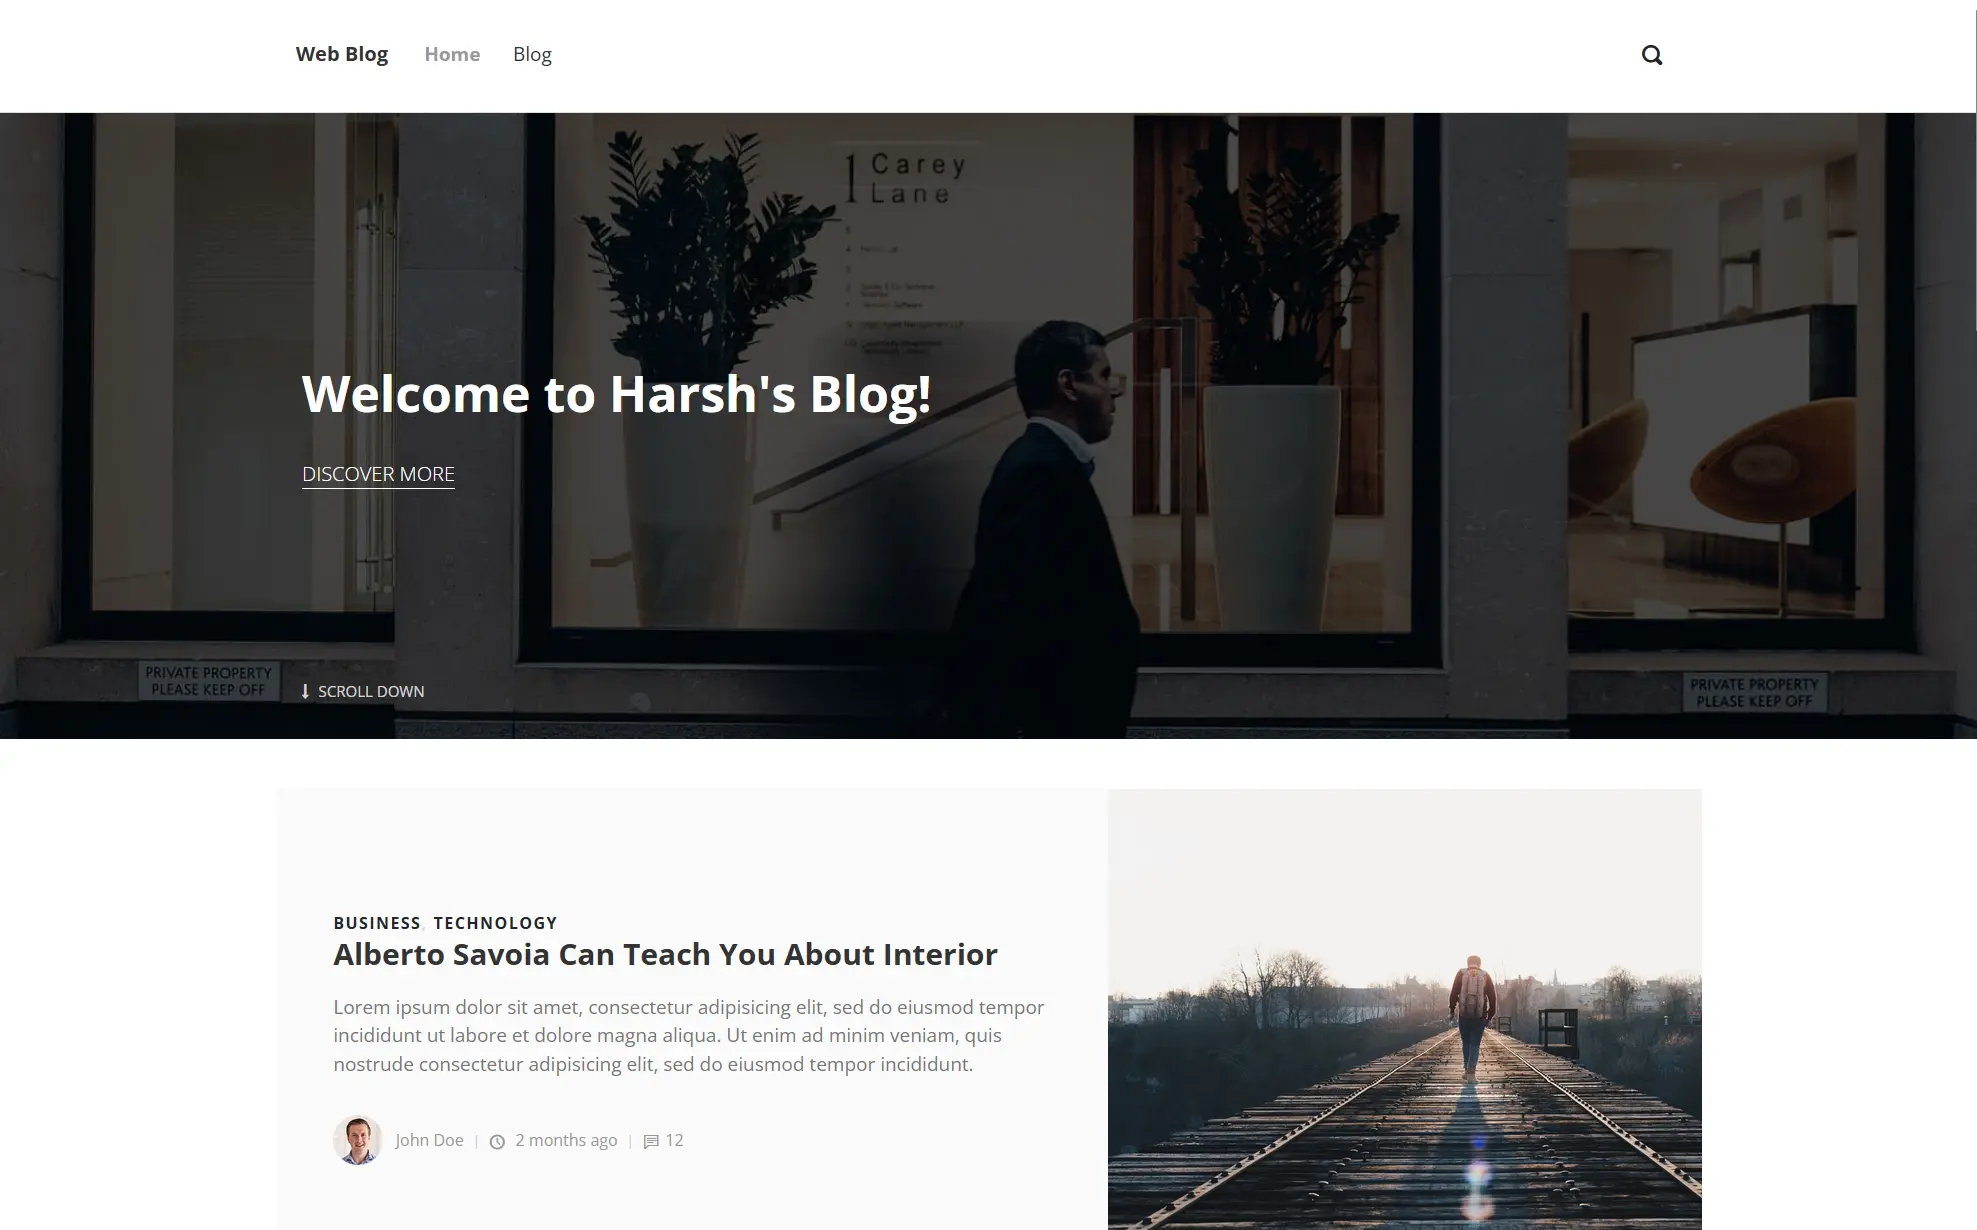 Web Blog Home Blog
1 Carey
Lane
Welcome to Harsh's Blog!
DISCOVER MORE
PRIVATE PROPERTY
PLEASE KEEP OFF
SCROLL DOWN
PRIVATE PROPERTY
PLEASE KEEP OFF
BUSINESS, TECHNOLOGY
Alberto Savoia Can Teach You About Interior
Lorem ipsum dolor sit amet, consectetur adipisicing elit, sed do eiusmod tempor
incididunt ut labore et dolore magna aliqua. Ut enim ad minim veniam, quis
nostrude consectetur adipisicing elit, sed do eiusmod tempor incididunt.
John Doe | 2 months ago | 12